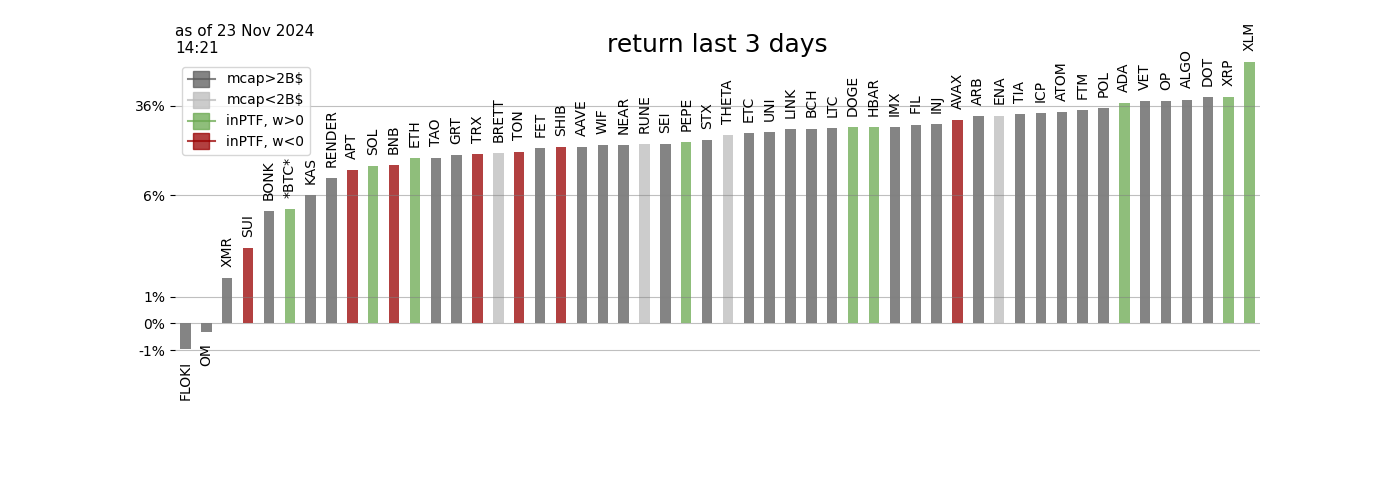 as of 23 Nov 2024
14:21
return last 3 days
mcap>2B$
mcap<2B$
inPTF, w>0
inPTF, w<0
36%
6%
1%
0%
-1%
FLOKI
OM
XMR
SUI
BONK
*BTC*
KAS
RENDER
APT
SOL
BNB
ETH
TAO
GRT
TRX
BRETT
TON
FET
SHIB
AAVE
WIF
NEAR
RUNE
SEI
PEPE
STX
THETA
ETC
UNI
LINK
BCH
LTC
DOGE
HBAR
IMX
FIL
INJ
AVAX
ARB
ENA
TIA
ICP
ATOM
FTM
POL
ADA
VET
OP
ALGO
DOT
XRP
XLM